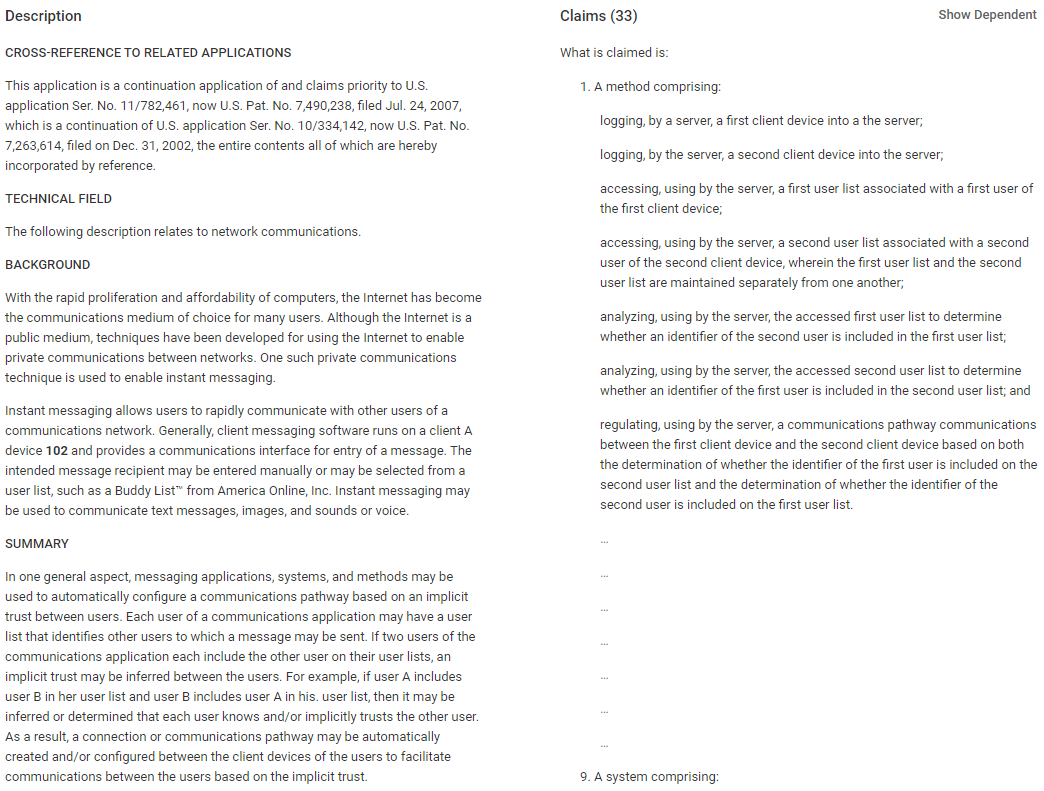 Description
CROSS-REFERENCE TO RELATED APPLICATIONS
This application is a continuation application of and claims priority to U.S.
application Ser. No. 11/782,461, now U.S. Pat. No. 7,490,238, filed Jul. 24, 2007,
which is a continuation of U.S. application Ser. No. 10/334,142, now U.S. Pat. No.
7,263,614, filed on Dec. 31, 2002, the entire contents all of which are hereby
incorporated by reference.
TECHNICAL FIELD
The following description relates to network communications.
BACKGROUND
With the rapid proliferation and affordability of computers, the Internet has become
the communications medium of choice for many users. Although the Internet is a
public medium, techniques have been developed for using the Internet to enable
private communications between networks. One such private communications
technique is used to enable instant messaging.
Instant messaging allows users to rapidly communicate with other users of a
communications network. Generally, client messaging software runs on a client A
device 102 and provides a communications interface for entry of a message. The
intended message recipient may be entered manually or may be selected from a
user list, such as a Buddy List™ from America Online, Inc. Instant messaging may
be used to communicate text messages, images, and sounds or voice.
SUMMARY
In one general aspect, messaging applications, systems, and methods may be
used to automatically configure a communications pathway based on an implicit
trust between users. Each user of a communications application may have a user
list that identifies other users to which a message may be sent. If two users of the
communications application each include the other user on their user lists, an
implicit trust may be inferred between the users. For example, if user A includes
user B in her user list and user B includes user A in his. user list, then it may be
inferred or determined that each user knows and/or implicitly trusts the other user.
As a result, a connection or communications pathway may be automatically
created and/or configured between the client devices of the users to facilitate
communications between the users based on the implicit trust.
Claims (33)
Show Dependent
What is claimed is:
1. A method comprising:
logging, by a server, a first client device into a the server;
logging, by the server, a second client device into the server;
accessing, using by the server, a first user list associated with a first user of
the first client device;
accessing, using by the server, a second user list associated with a second
user of the second client device, wherein the first user list and the second
user list are maintained separately from one another;
analyzing, using by the server, the accessed first user list to determine
whether an identifier of the second user is included in the first user list;
analyzing, using by the server, the accessed second user list to determine
whether an identifier of the first user is included in the second user list; and
regulating, using by the server, a communications pathway communications
between the first client device and the second client device based on both
the determination of whether the identifier of the first user is included on the
second user list and the determination of whether the identifier of the
second user is included on the first user list.
...
...
...
...
...
...
...
9. A system comprising: